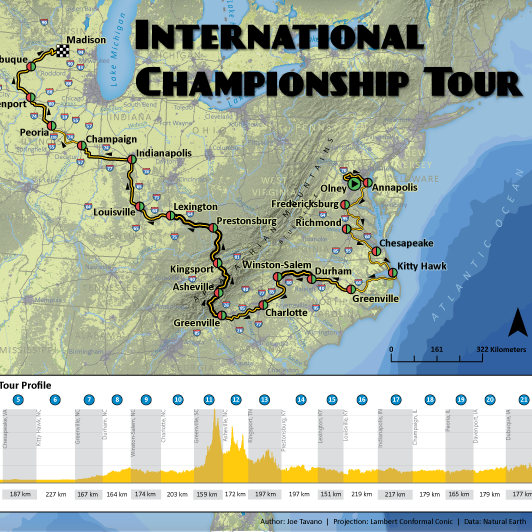 INTERNATIONAL
CHAMPIONSHIP TOUR
Madison
buque
enport
Peoria
Champaign
Indianapolis
Louisville
Lexington
Prestonsburg
Kingsport
Asheville
Greenville
Charlotte
Winston-Salem
Durham
Greenville
Kitty Hawk
Chesapeake
Richmond
Fredericksburg
Olney
Annapolis
Lake Michigan
INDIANA
OHIO
WEST
VIRGINIA
APPALACHIAN MOUNTAINS
ATLANTIC OCEAN
0 161 322 Kilometers
Tour Profile
5 6 7 8 9 10 11 12 13 14 15 16 17 18 19 20 21
Chesapeake, VA
Kitty Hawk, NC
Greenville, NC
Durham, NC
Winston-Salem, NC
Charlotte, NC
Greenville, SC
Asheville, NC
Kingsport, TN
Prestonsburg, KY
Lexington, KY
Louisville, KY
Indianapolis, IN
Champaign, IL
Peoria, IL
Davenport, IA
Dubuque, IA
187 km 227 km 167 km 164 km 174 km 203 km 159 km 172 km 197 km 197 km 151 km 219 km 217 km 179 km 165 km 179 km 177 km
Author: Joe Tavano | Projection: Lambert Conformal Conic | Data: Natural Earth